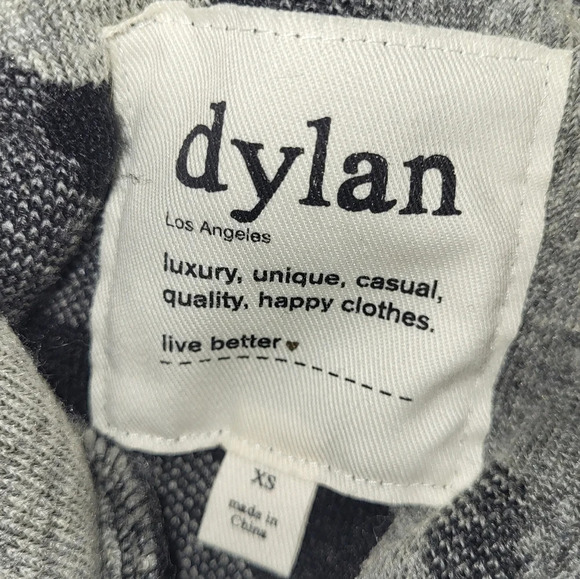 dylan
Los Angeles
luxury, unique, casual,
quality, happy clothes.
live better♥
XS
made in
China